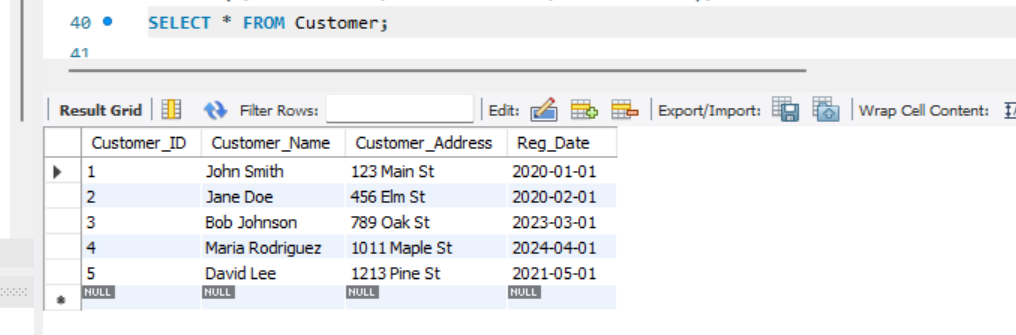 40 SELECT * FROM Customer;
41
Result Grid Filter Rows: Edit: Export/Import: Wrap Cell Content:
Customer_ID Customer_Name Customer_Address Reg_Date
1 John Smith 123 Main St 2020-01-01
2 Jane Doe 456 Elm St 2020-02-01
3 Bob Johnson 789 Oak St 2023-03-01
4 Maria Rodriguez 1011 Maple St 2024-04-01
5 David Lee 1213 Pine St 2021-05-01
NULL NULL NULL NULL